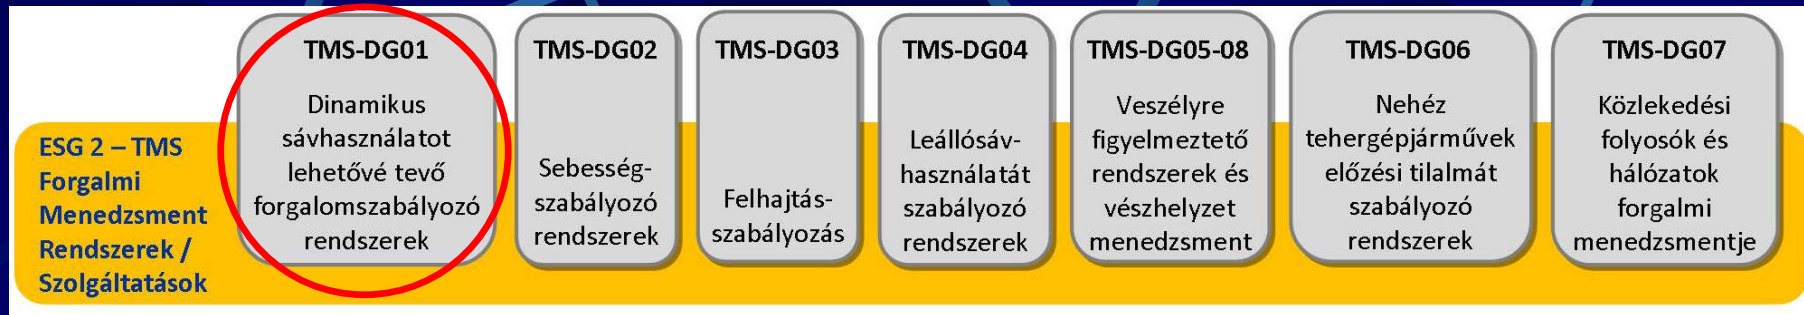 ESG 2 – TMS
Forgalmi
Menedzsment
Rendszerek /
Szolgáltatások
TMS-DG01
Dinamikus
sávhasználatot
lehetővé tevő
forgalomszabályozó
rendszerek
TMS-DG02
Sebesség-
szabályozó
rendszerek
TMS-DG03
Felhajtás-
szabályozás
TMS-DG04
Leállósáv-
használatát
szabályozó
rendszerek
TMS-DG05-08
Veszélyre
figyelmeztető
rendszerek és
vészhelyzet
menedzsment
TMS-DG06
Nehéz
tehergépjárművek
előzési tilalmát
szabályozó
rendszerek
TMS-DG07
Közlekedési
folyosók és
hálózatok
forgalmi
menedzsmentje